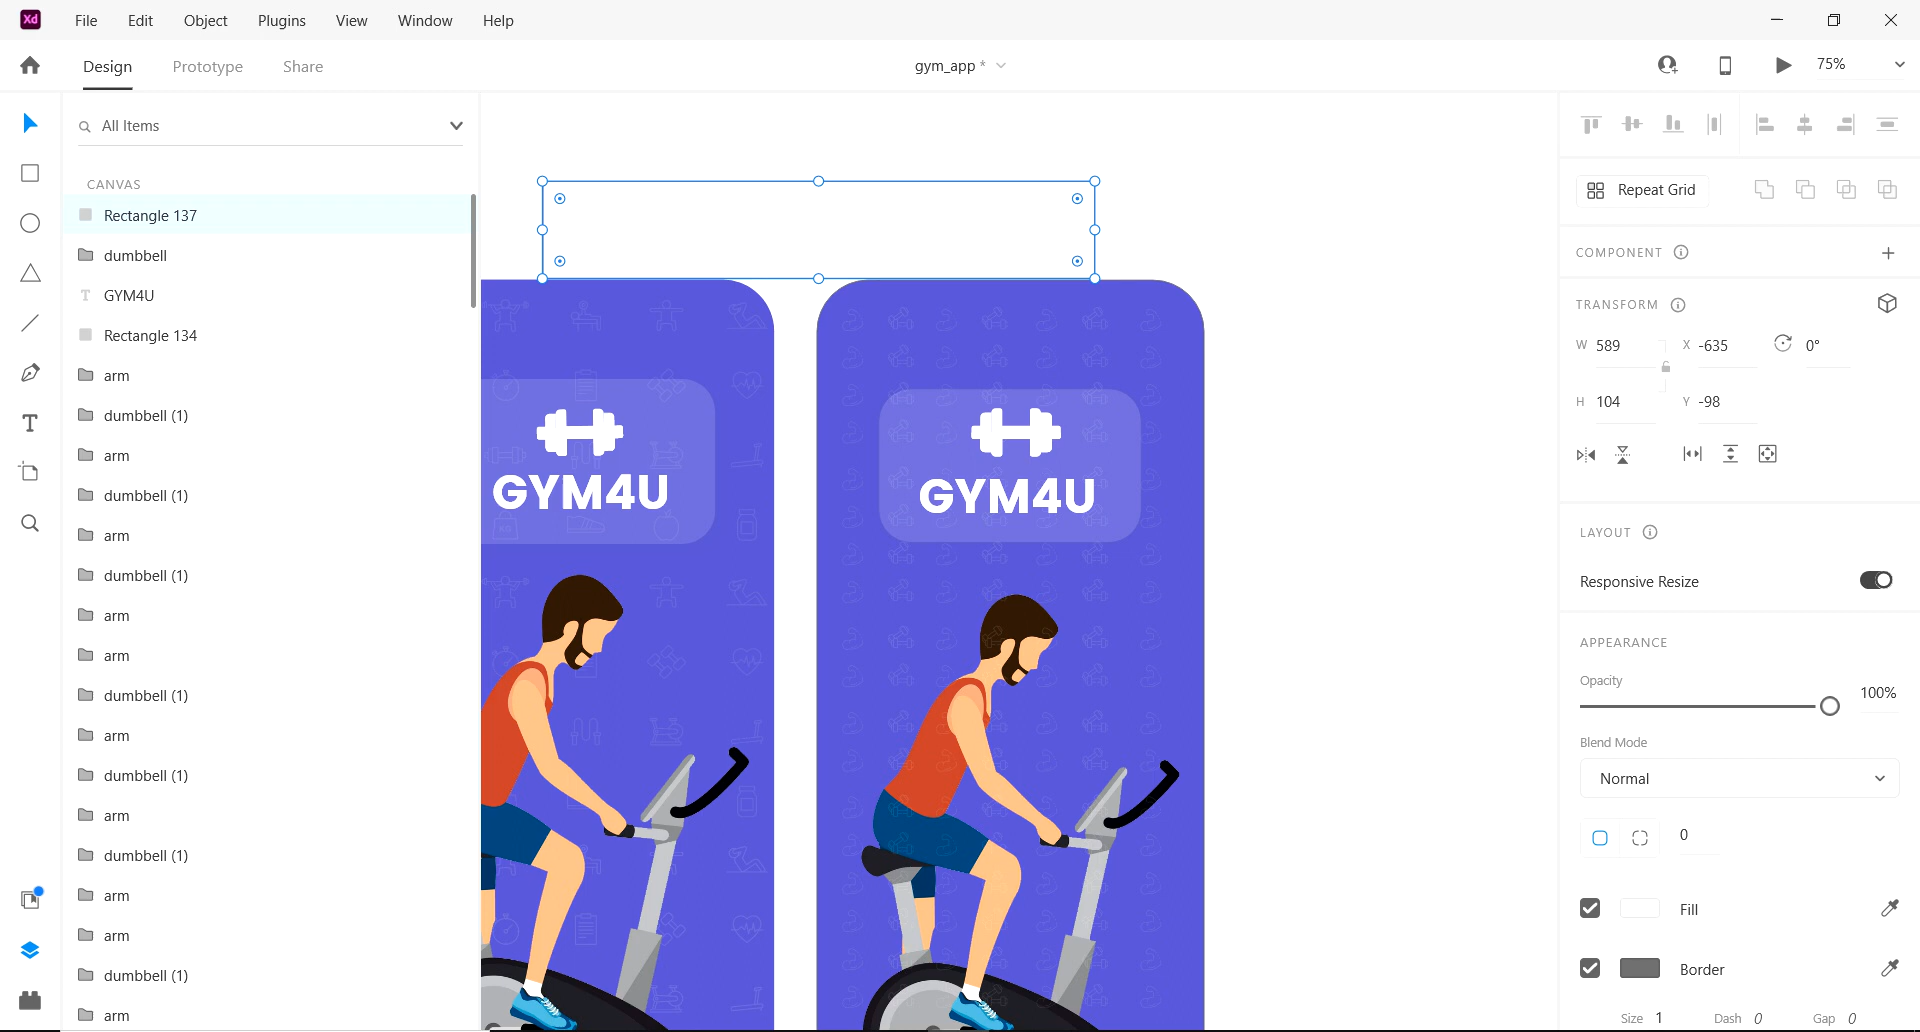 Xd File Edit Object Plugins View Window Help
Design Prototype Share gym_app * 75%
All Items
CANVAS
Rectangle 137
dumbbell
T GYM4U
Rectangle 134
arm
dumbbell (1)
arm
dumbbell (1)
arm
dumbbell (1)
arm
arm
dumbbell (1)
arm
dumbbell (1)
arm
dumbbell (1)
arm
arm
dumbbell (1)
arm
GYM4U
GYM4U
Repeat Grid
COMPONENT
TRANSFORM
W 589 X -635 0°
H 104 Y -98
LAYOUT
Responsive Resize
APPEARANCE
Opacity
100%
Blend Mode
Normal
0
Fill
Border
Size 1 Dash 0 Gap 0